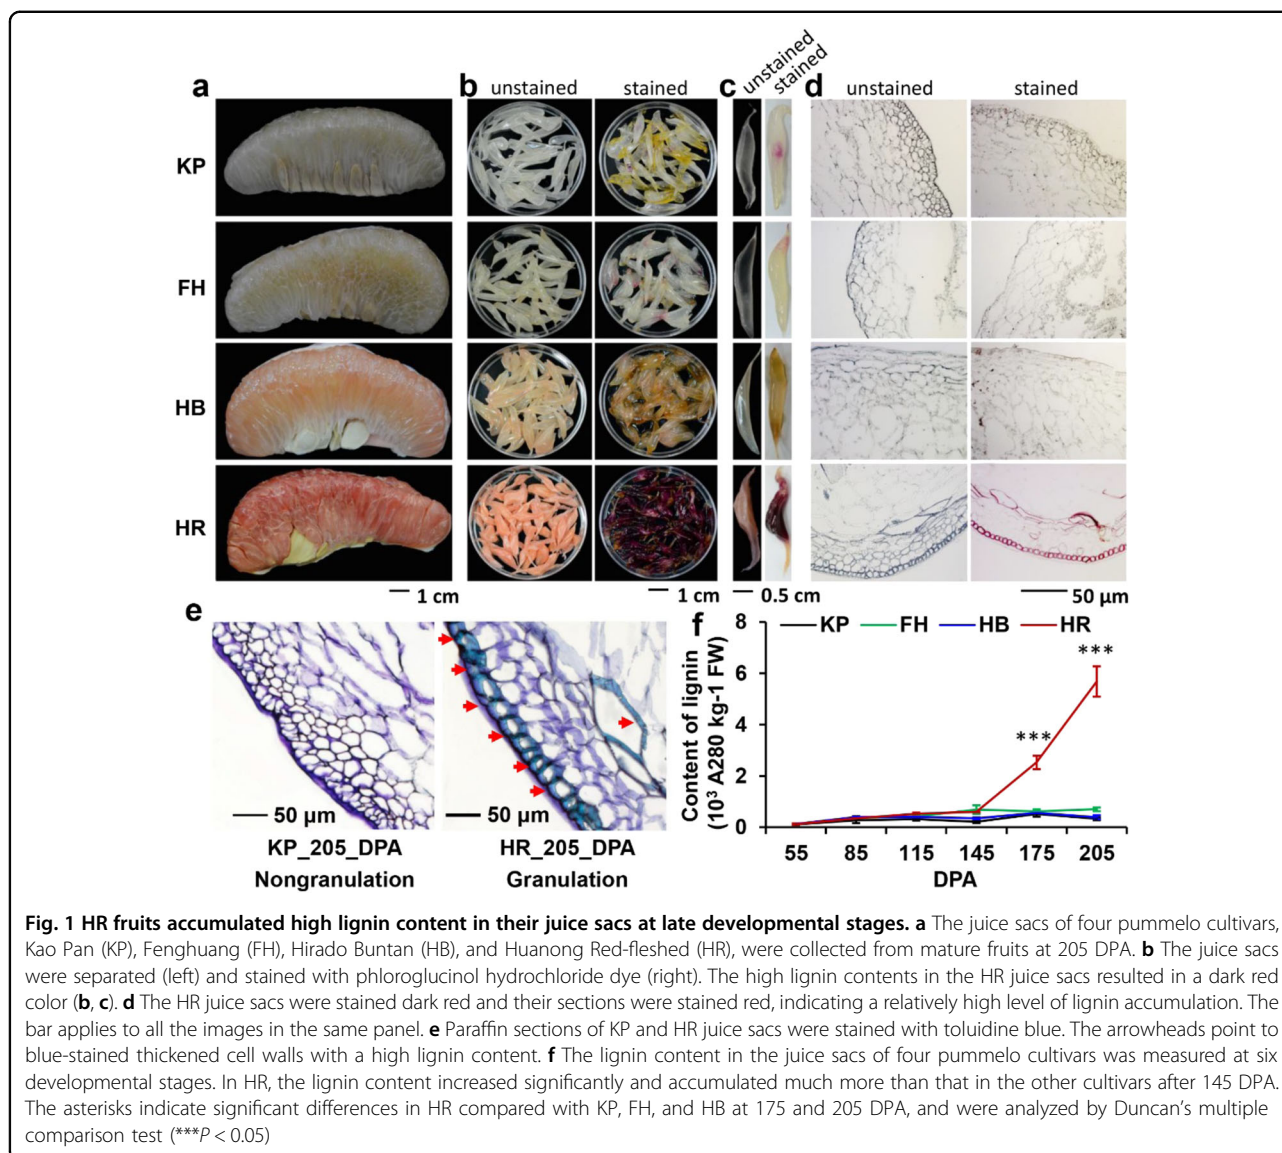 a
b unstained stained
c unstained stained
d unstained stained
KP
FH
HB
HR
1 cm
1 cm
0.5 cm
50 µm
e
50 µm
KP_205_DPA
Nongranulation
50 µm
HR_205_DPA
Granulation
f
KP FH HB HR
Content of lignin
(10³ A280 kg-1 FW)
8
6
4
2
0
***
***
55 85 115 145 175 205
DPA
Fig. 1 HR fruits accumulated high lignin content in their juice sacs at late developmental stages. a The juice sacs of four pummelo cultivars,
Kao Pan (KP), Fenghuang (FH), Hirado Buntan (HB), and Huanong Red-fleshed (HR), were collected from mature fruits at 205 DPA. b The juice sacs
were separated (left) and stained with phloroglucinol hydrochloride dye (right). The high lignin contents in the HR juice sacs resulted in a dark red
color (b, c). d The HR juice sacs were stained dark red and their sections were stained red, indicating a relatively high level of lignin accumulation. The
bar applies to all the images in the same panel. e Paraffin sections of KP and HR juice sacs were stained with toluidine blue. The arrowheads point to
blue-stained thickened cell walls with a high lignin content. f The lignin content in the juice sacs of four pummelo cultivars was measured at six
developmental stages. In HR, the lignin content increased significantly and accumulated much more than that in the other cultivars after 145 DPA.
The asterisks indicate significant differences in HR compared with KP, FH, and HB at 175 and 205 DPA, and were analyzed by Duncan's multiple
comparison test (***P < 0.05)